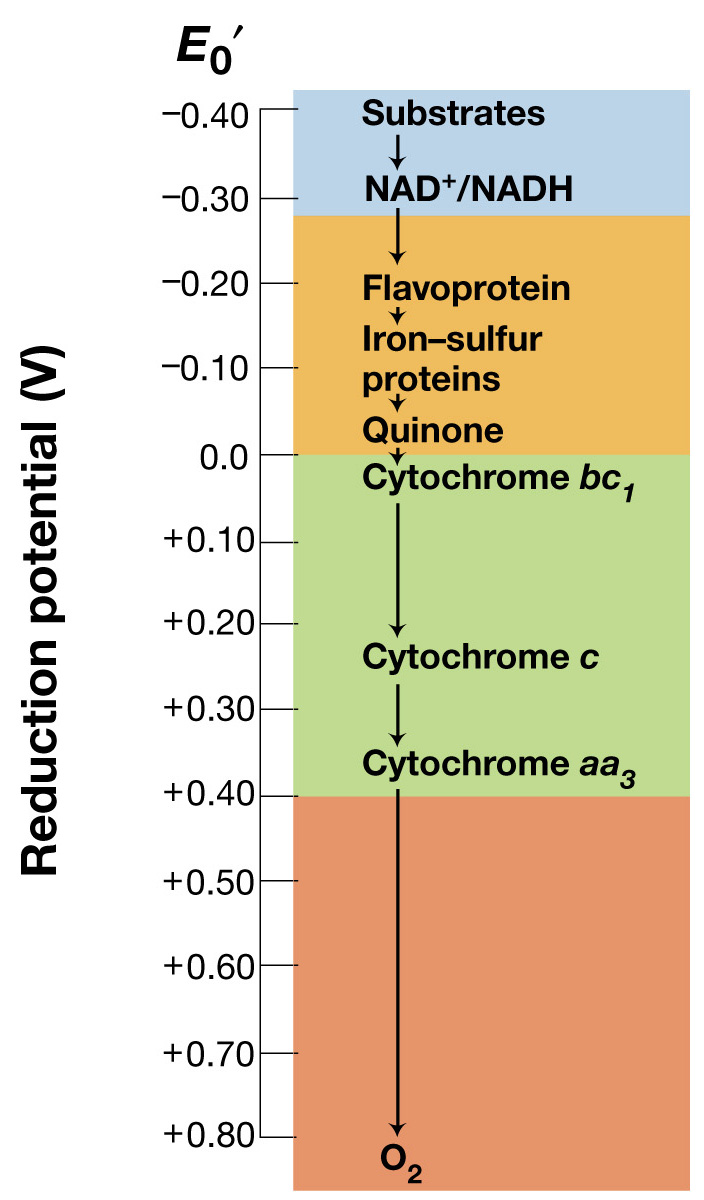 E₀′
Reduction potential (V)
−0.40
−0.30
−0.20
−0.10
0.0
+0.10
+0.20
+0.30
+0.40
+0.50
+0.60
+0.70
+0.80
Substrates
NAD⁺/NADH
Flavoprotein
Iron–sulfur
proteins
Quinone
Cytochrome bc₁
Cytochrome c
Cytochrome aa₃
O₂